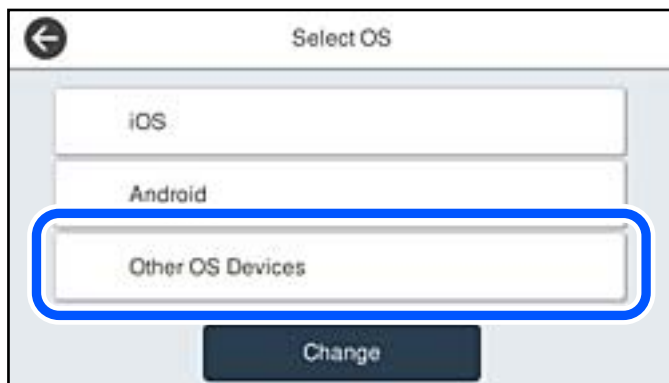 Select OS
iOS
Android
Other OS Devices
Change